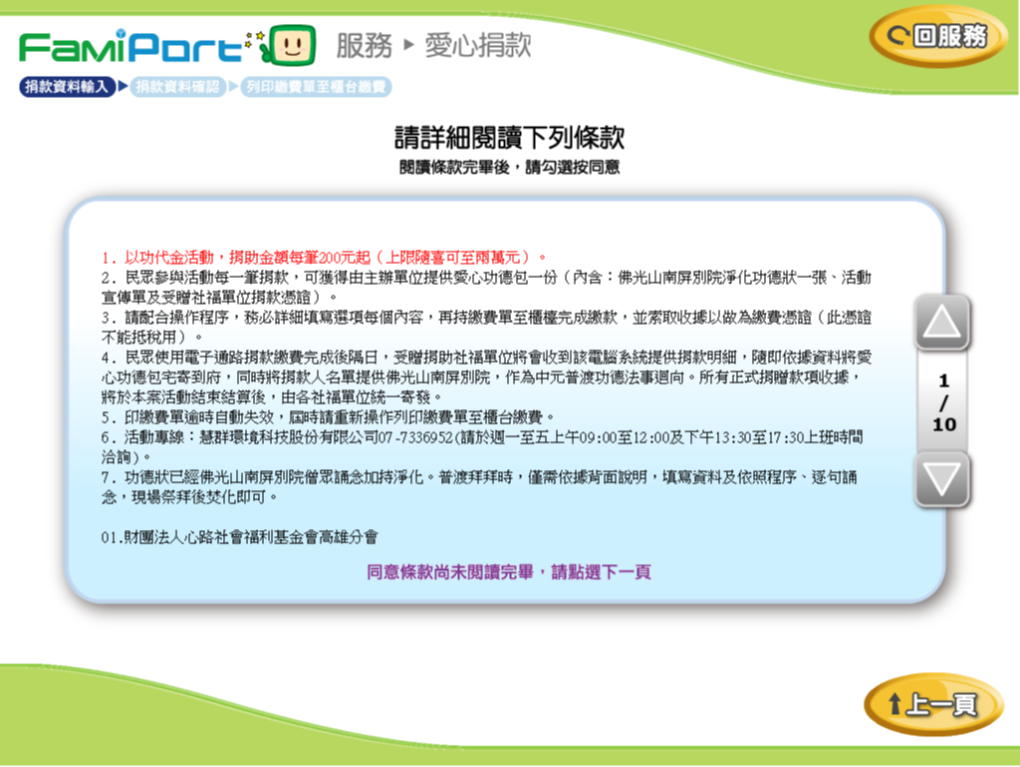 FamiPort 服務 ▸ 愛心捐款
回服務
捐款資料輸入 ▸ 捐款資料確認 ▸ 列印繳費單至櫃台繳費
請詳細閱讀下列條款
閱讀條款完畢後，請勾選按同意
1. 以功代金活動，捐助金額每筆200元起（上限隨喜可至兩萬元）。
2. 民眾參與活動每一筆捐款，可獲得由主辦單位提供愛心功德包一份（內含：佛光山南屏別院淨化功德狀一張、活動
宣傳單及受贈社福單位捐款憑證）。
3. 請配合操作程序，務必詳細填寫選項每個內容，再持繳費單至櫃檯完成繳款，並索取收據以做為繳費憑證（此憑證
不能抵稅用）。
4. 民眾使用電子通路捐款繳費完成後隔日，受贈捐助社福單位將會收到該電腦系統提供捐款明細，隨即依據資料將愛
心功德包宅寄到府，同時將捐款人名單提供佛光山南屏別院，作為中元普渡功德法事迴向。所有正式捐贈款項收據，
將於本案活動結束結算後，由各社福單位統一寄發。
5. 印繳費單逾時自動失效，屆時請重新操作列印繳費單至櫃台繳費。
6. 活動專線：慧群環境科技股份有限公司07-7336952(請於週一至五上午09:00至12:00及下午13:30至17:30上班時間
洽詢)。
7. 功德狀已經佛光山南屏別院僧眾誦念加持淨化。普渡拜拜時，僅需依據背面說明，填寫資料及依照程序、逐句誦
念，現場祭拜後焚化即可。
01.財團法人心路社會福利基金會高雄分會
同意條款尚未閱讀完畢，請點選下一頁
1
/
10
上一頁